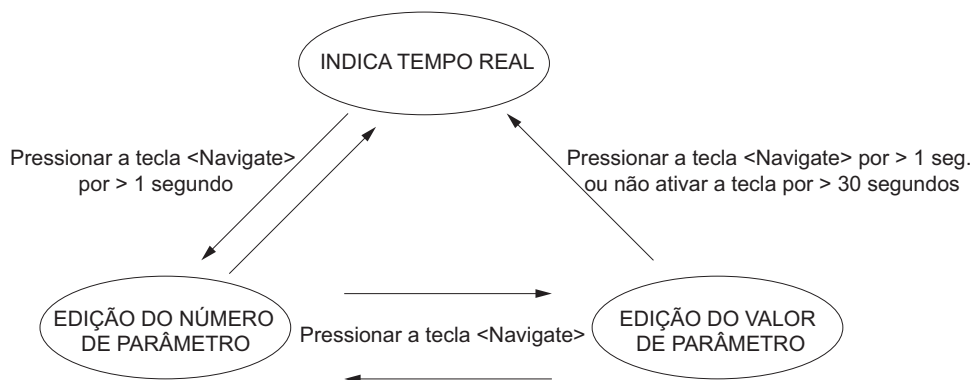 INDICA TEMPO REAL
Pressionar a tecla <Navigate>
por > 1 segundo
Pressionar a tecla <Navigate> por > 1 seg.
ou não ativar a tecla por > 30 segundos
EDIÇÃO DO NÚMERO
DE PARÂMETRO
Pressionar a tecla <Navigate>
EDIÇÃO DO VALOR
DE PARÂMETRO